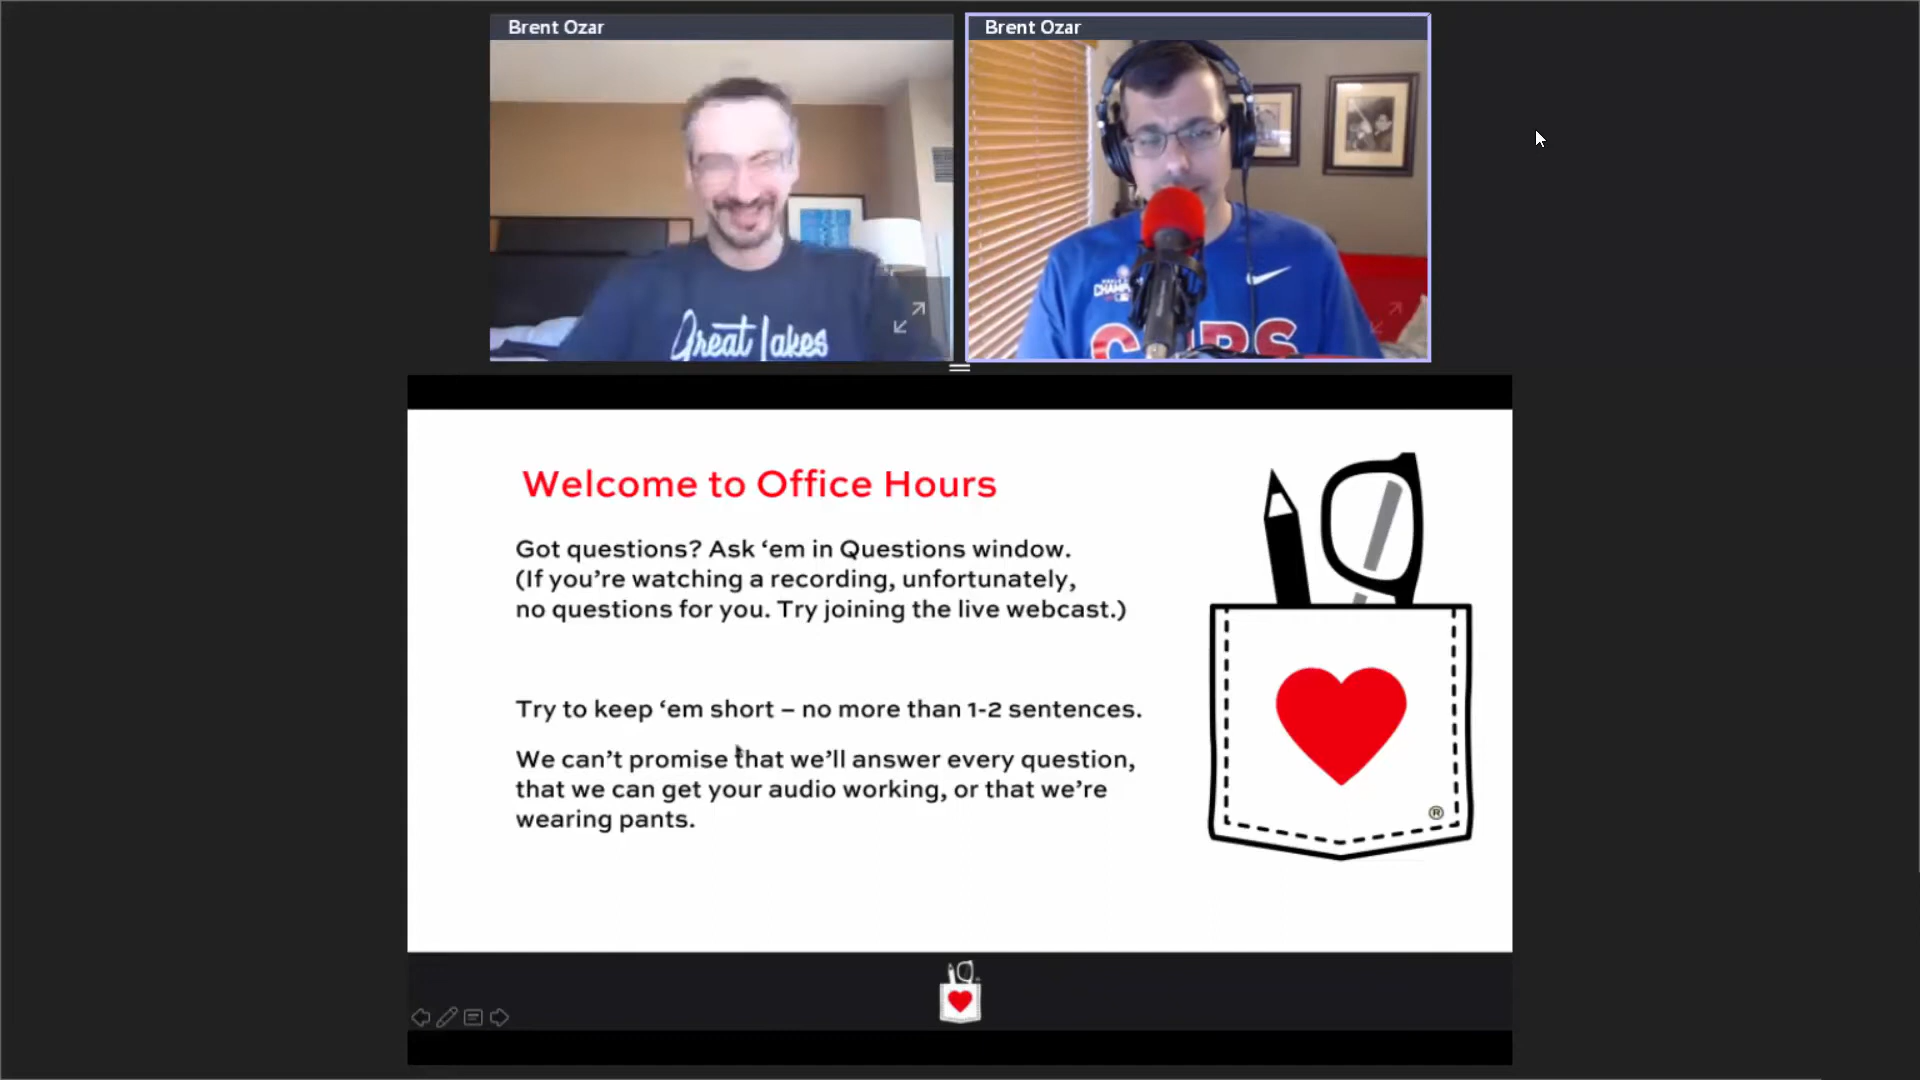 Brent Ozar
Brent Ozar
Great Lakes
CHAMP
CUBS
Welcome to Office Hours
Got questions? Ask ‘em in Questions window.
(If you’re watching a recording, unfortunately,
no questions for you. Try joining the live webcast.)
Try to keep ‘em short – no more than 1-2 sentences.
We can’t promise that we’ll answer every question,
that we can get your audio working, or that we’re
wearing pants.
®